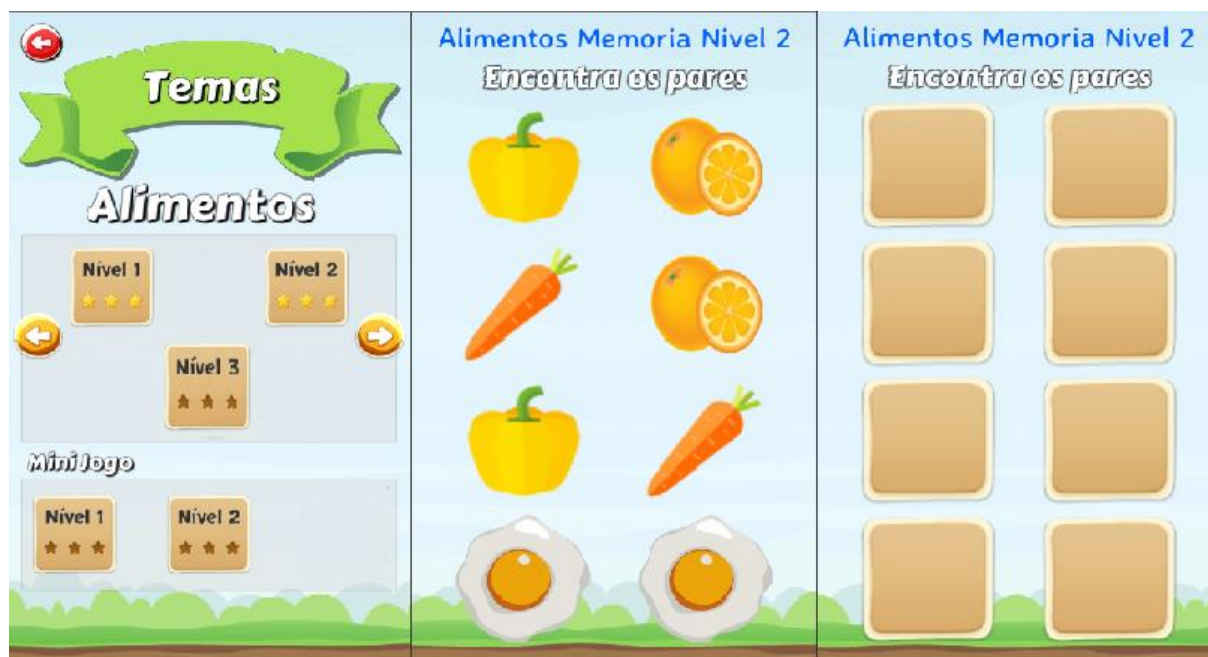 Temas
Alimentos
Nível 1
Nível 2
Nível 3
Mini Jogo
Nível 1
Nível 2
Alimentos Memoria Nivel 2
Encontra os pares
Alimentos Memoria Nivel 2
Encontra os pares